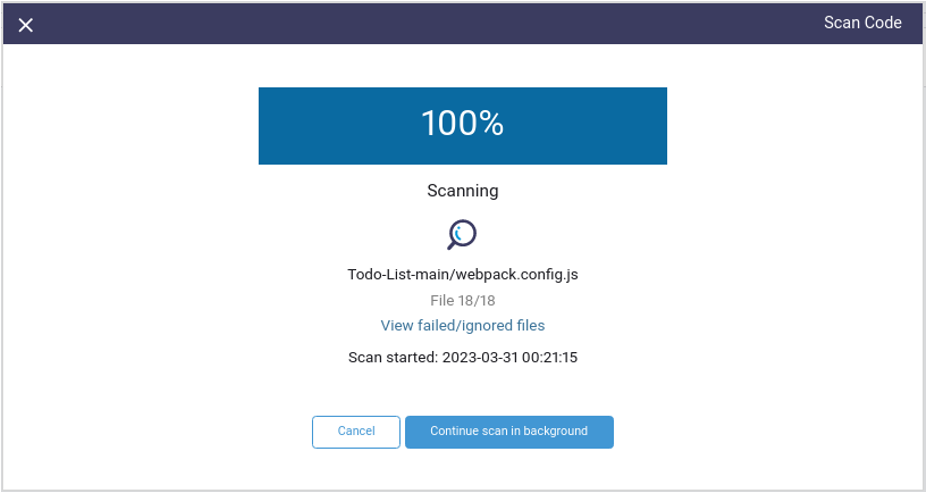 Scan Code
100%
Scanning
Todo-List-main/webpack.config.js
File 18/18
View failed/ignored files
Scan started: 2023-03-31 00:21:15
Cancel
Continue scan in background